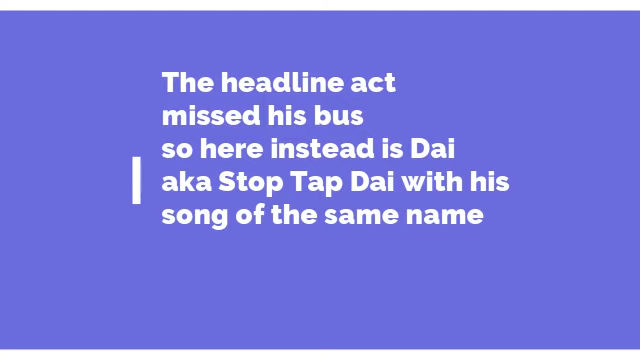 The headline act
missed his bus
so here instead is Dai
aka Stop Tap Dai with his
song of the same name